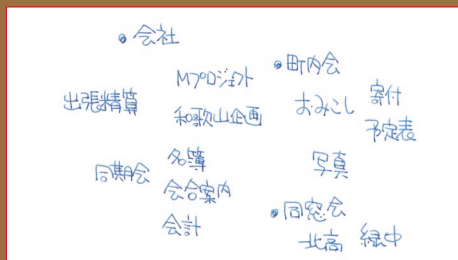 • 会社
Mプロジェクト
出張精算
和歌山企画
同期会
名簿
会合案内
会計
• 町内会
おみこし
寄付
予定表
写真
• 同窓会
北高 緑中